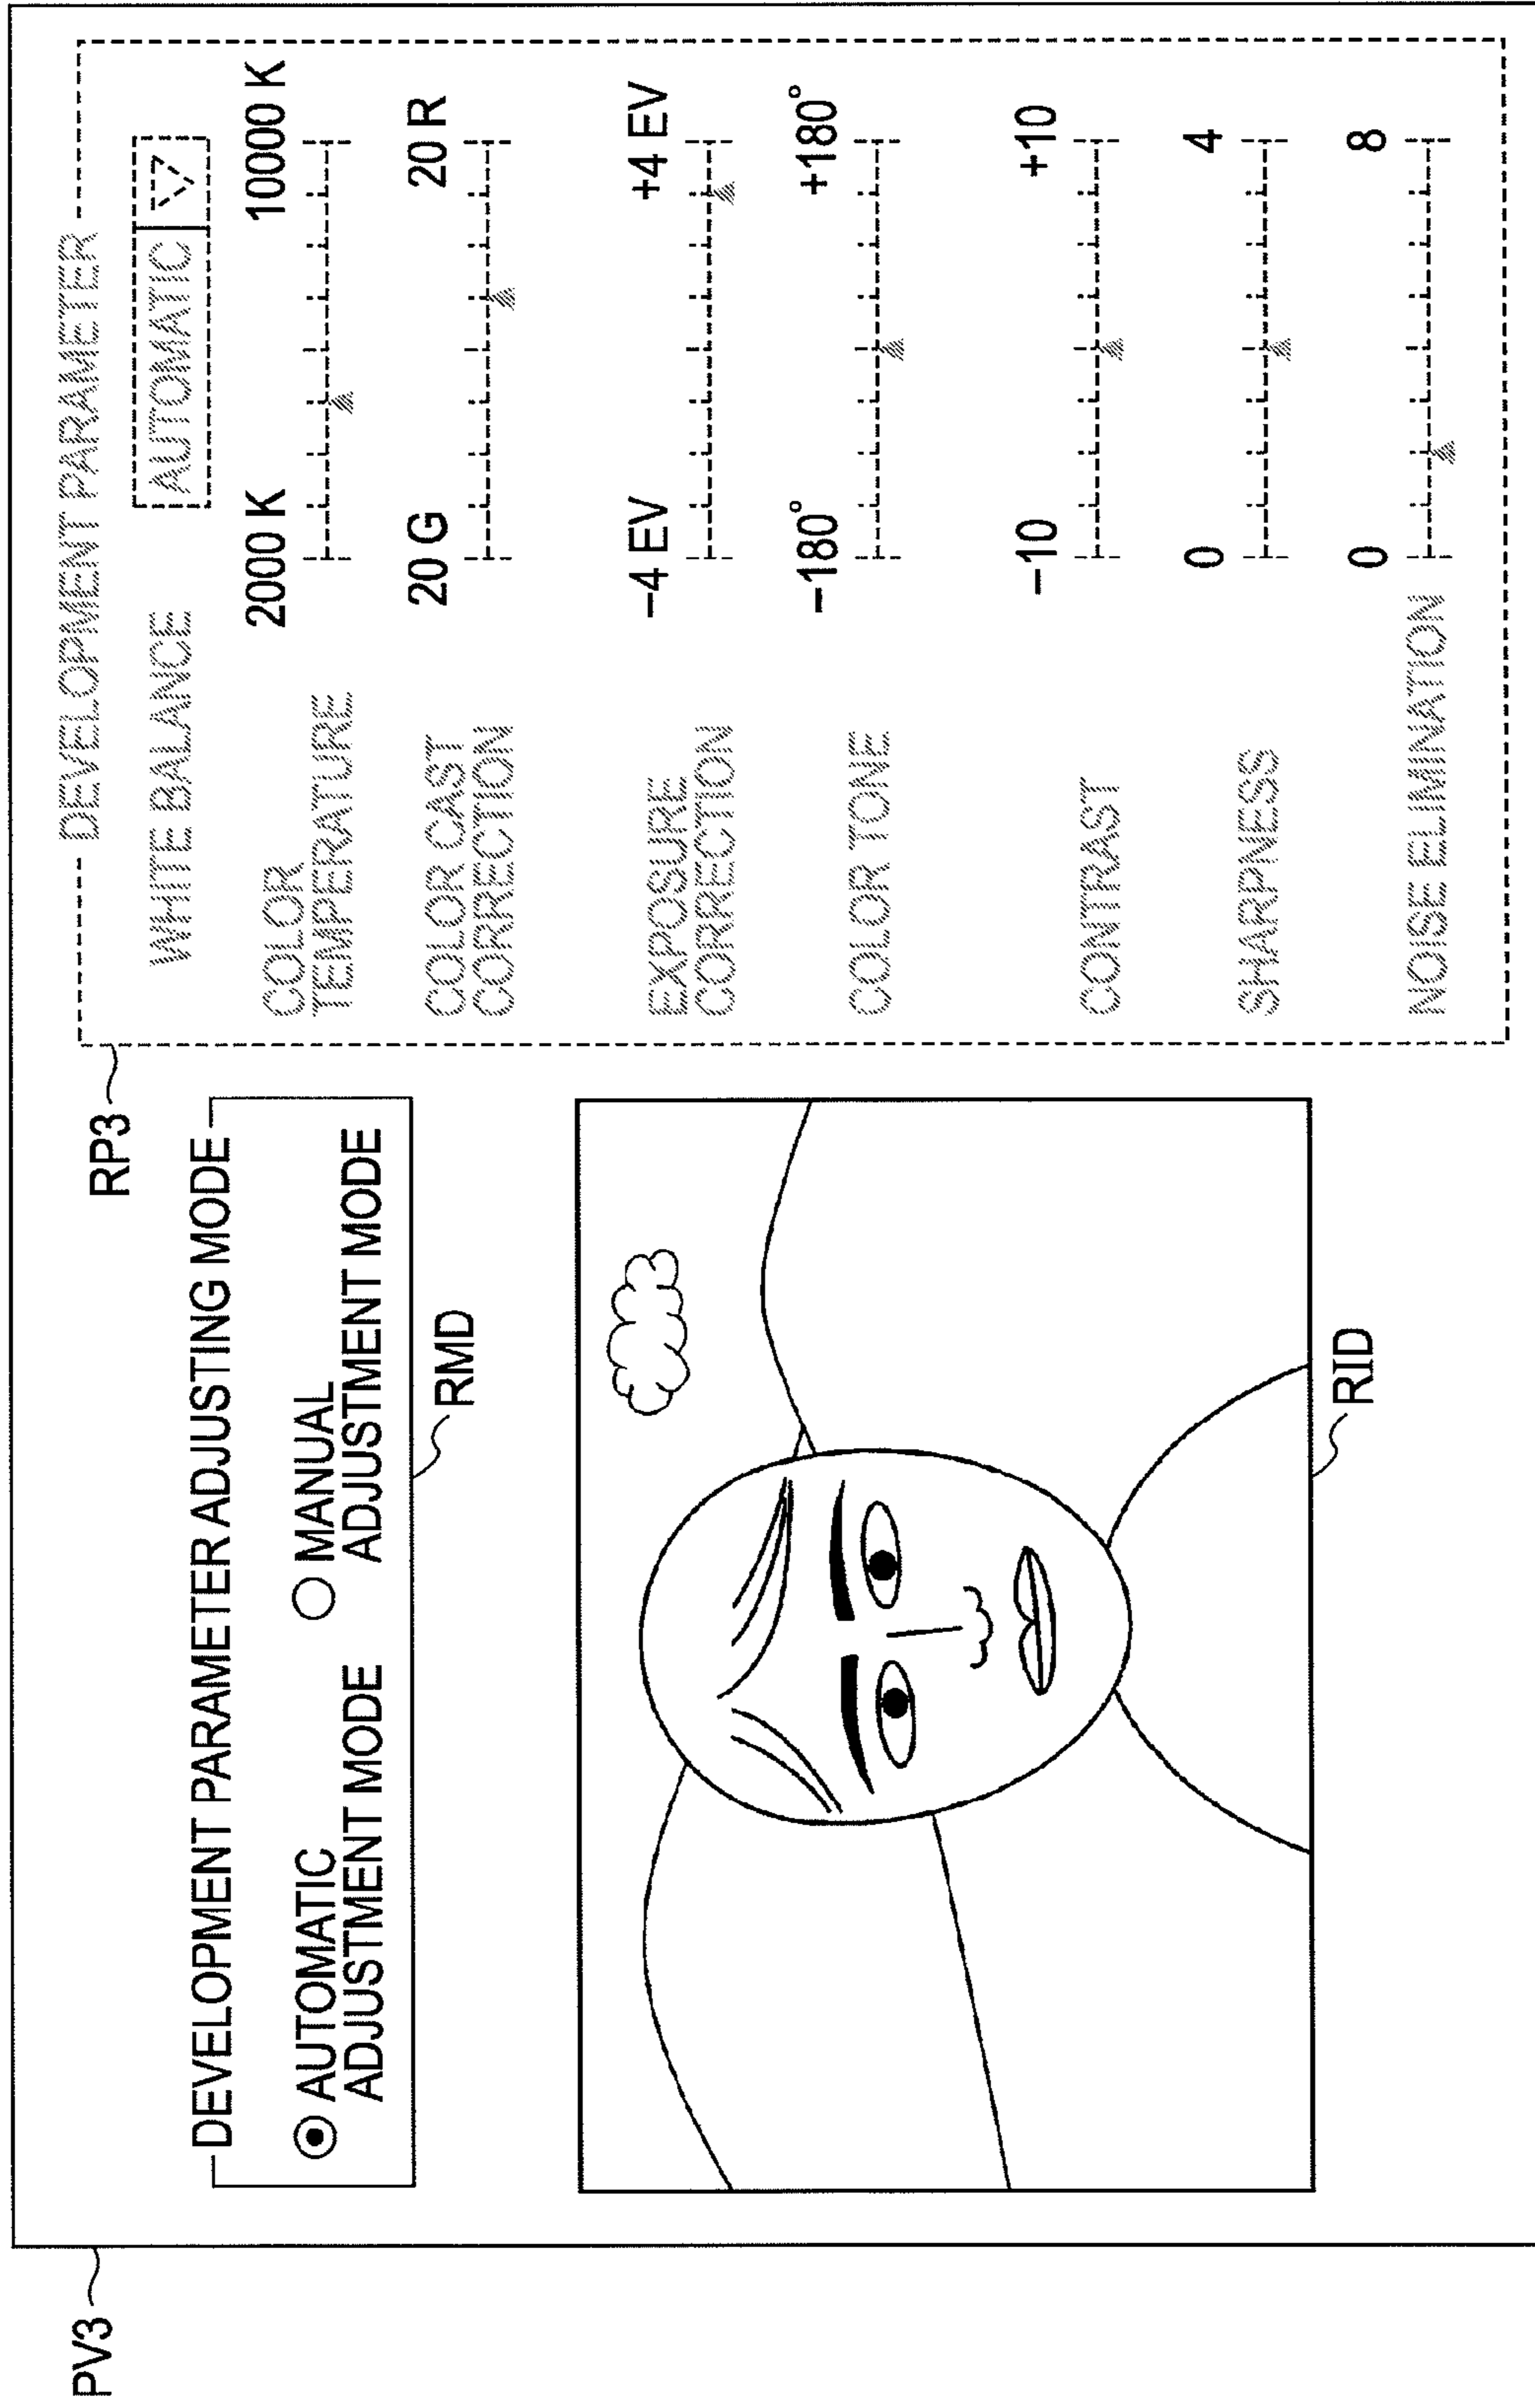 PV3
DEVELOPMENT PARAMETER ADJUSTING MODE
AUTOMATIC
ADJUSTMENT MODE
MANUAL
ADJUSTMENT MODE
RMD
RID
RP3
DEVELOPMENT PARAMETER
WHITE BALANCE AUTOMATIC
COLOR
TEMPERATURE
2000 K 10000 K
COLOR CAST
CORRECTION
20 G 20 R
EXPOSURE
CORRECTION
–4 EV +4 EV
COLOR TONE
–180° +180°
CONTRAST
–10 +10
SHARPNESS
0 4
NOISE ELIMINATION
0 8